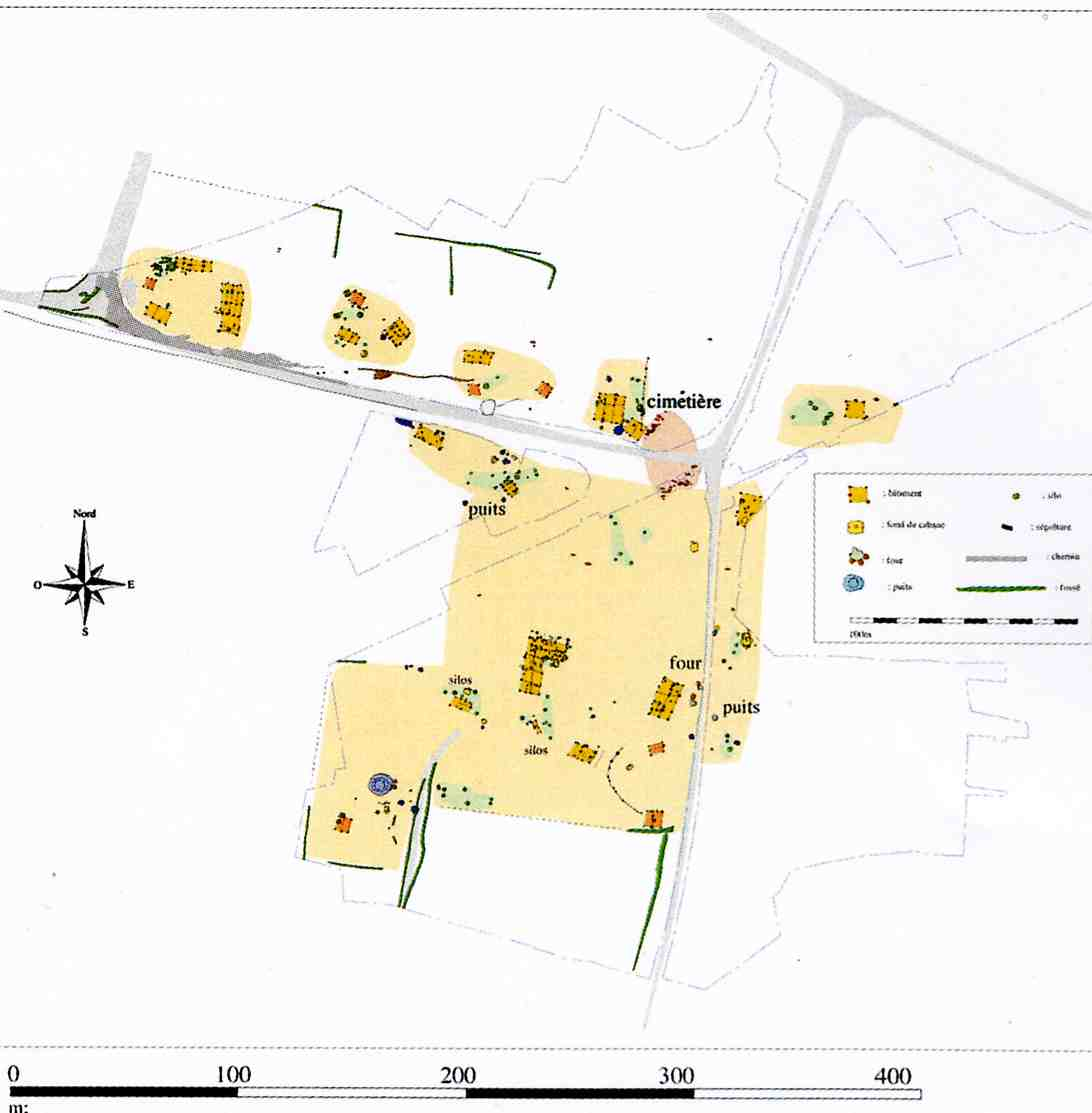 cimétière
puits
Nord
O
E
S
: bâtiment
: silo
: fond de cabane
: sépulture
: four
: chemin
: puits
: fossé
silos
four
puits
silos
0
100
200
300
400
m: